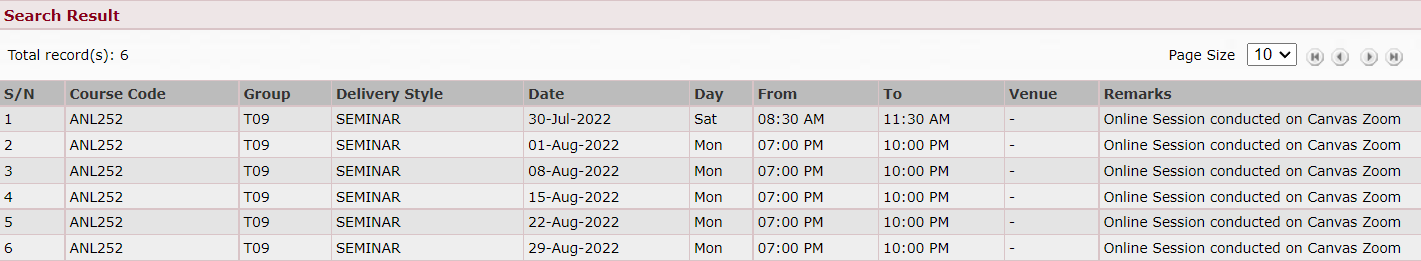 Search Result
Total record(s): 6 Page Size 10
S/N Course Code Group Delivery Style Date Day From To Venue Remarks
1 ANL252 T09 SEMINAR 30-Jul-2022 Sat 08:30 AM 11:30 AM - Online Session conducted on Canvas Zoom
2 ANL252 T09 SEMINAR 01-Aug-2022 Mon 07:00 PM 10:00 PM - Online Session conducted on Canvas Zoom
3 ANL252 T09 SEMINAR 08-Aug-2022 Mon 07:00 PM 10:00 PM - Online Session conducted on Canvas Zoom
4 ANL252 T09 SEMINAR 15-Aug-2022 Mon 07:00 PM 10:00 PM - Online Session conducted on Canvas Zoom
5 ANL252 T09 SEMINAR 22-Aug-2022 Mon 07:00 PM 10:00 PM - Online Session conducted on Canvas Zoom
6 ANL252 T09 SEMINAR 29-Aug-2022 Mon 07:00 PM 10:00 PM - Online Session conducted on Canvas Zoom